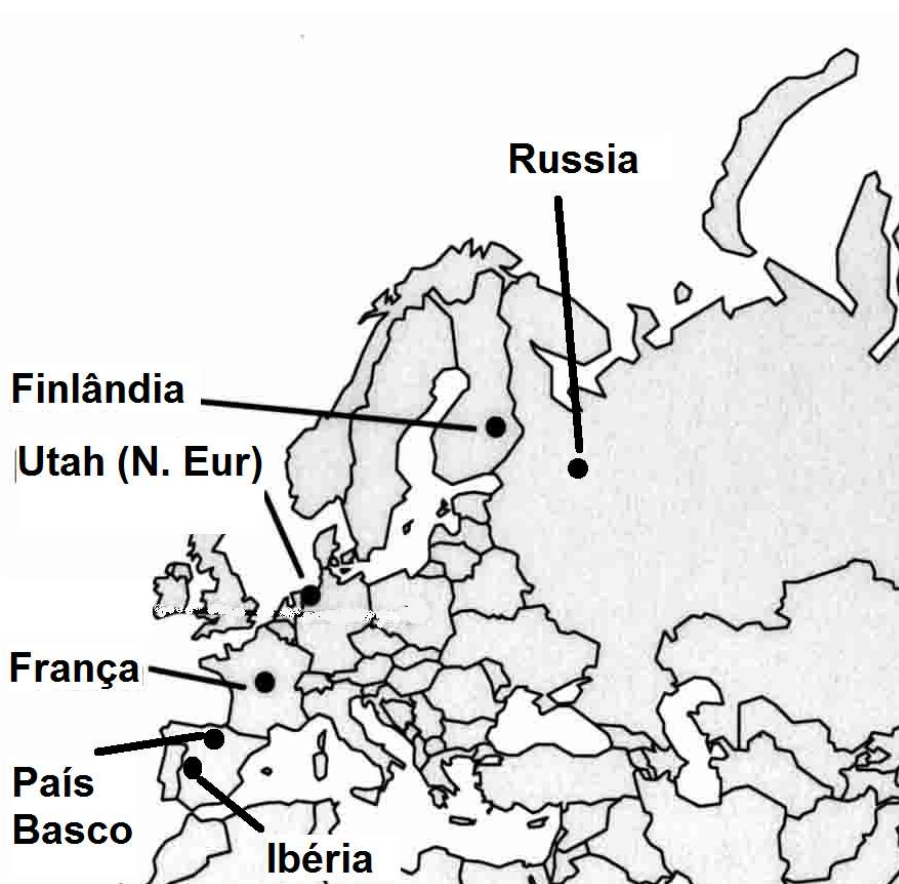 Russia
Finlândia
Utah (N. Eur)
França
País
Basco
Ibéria